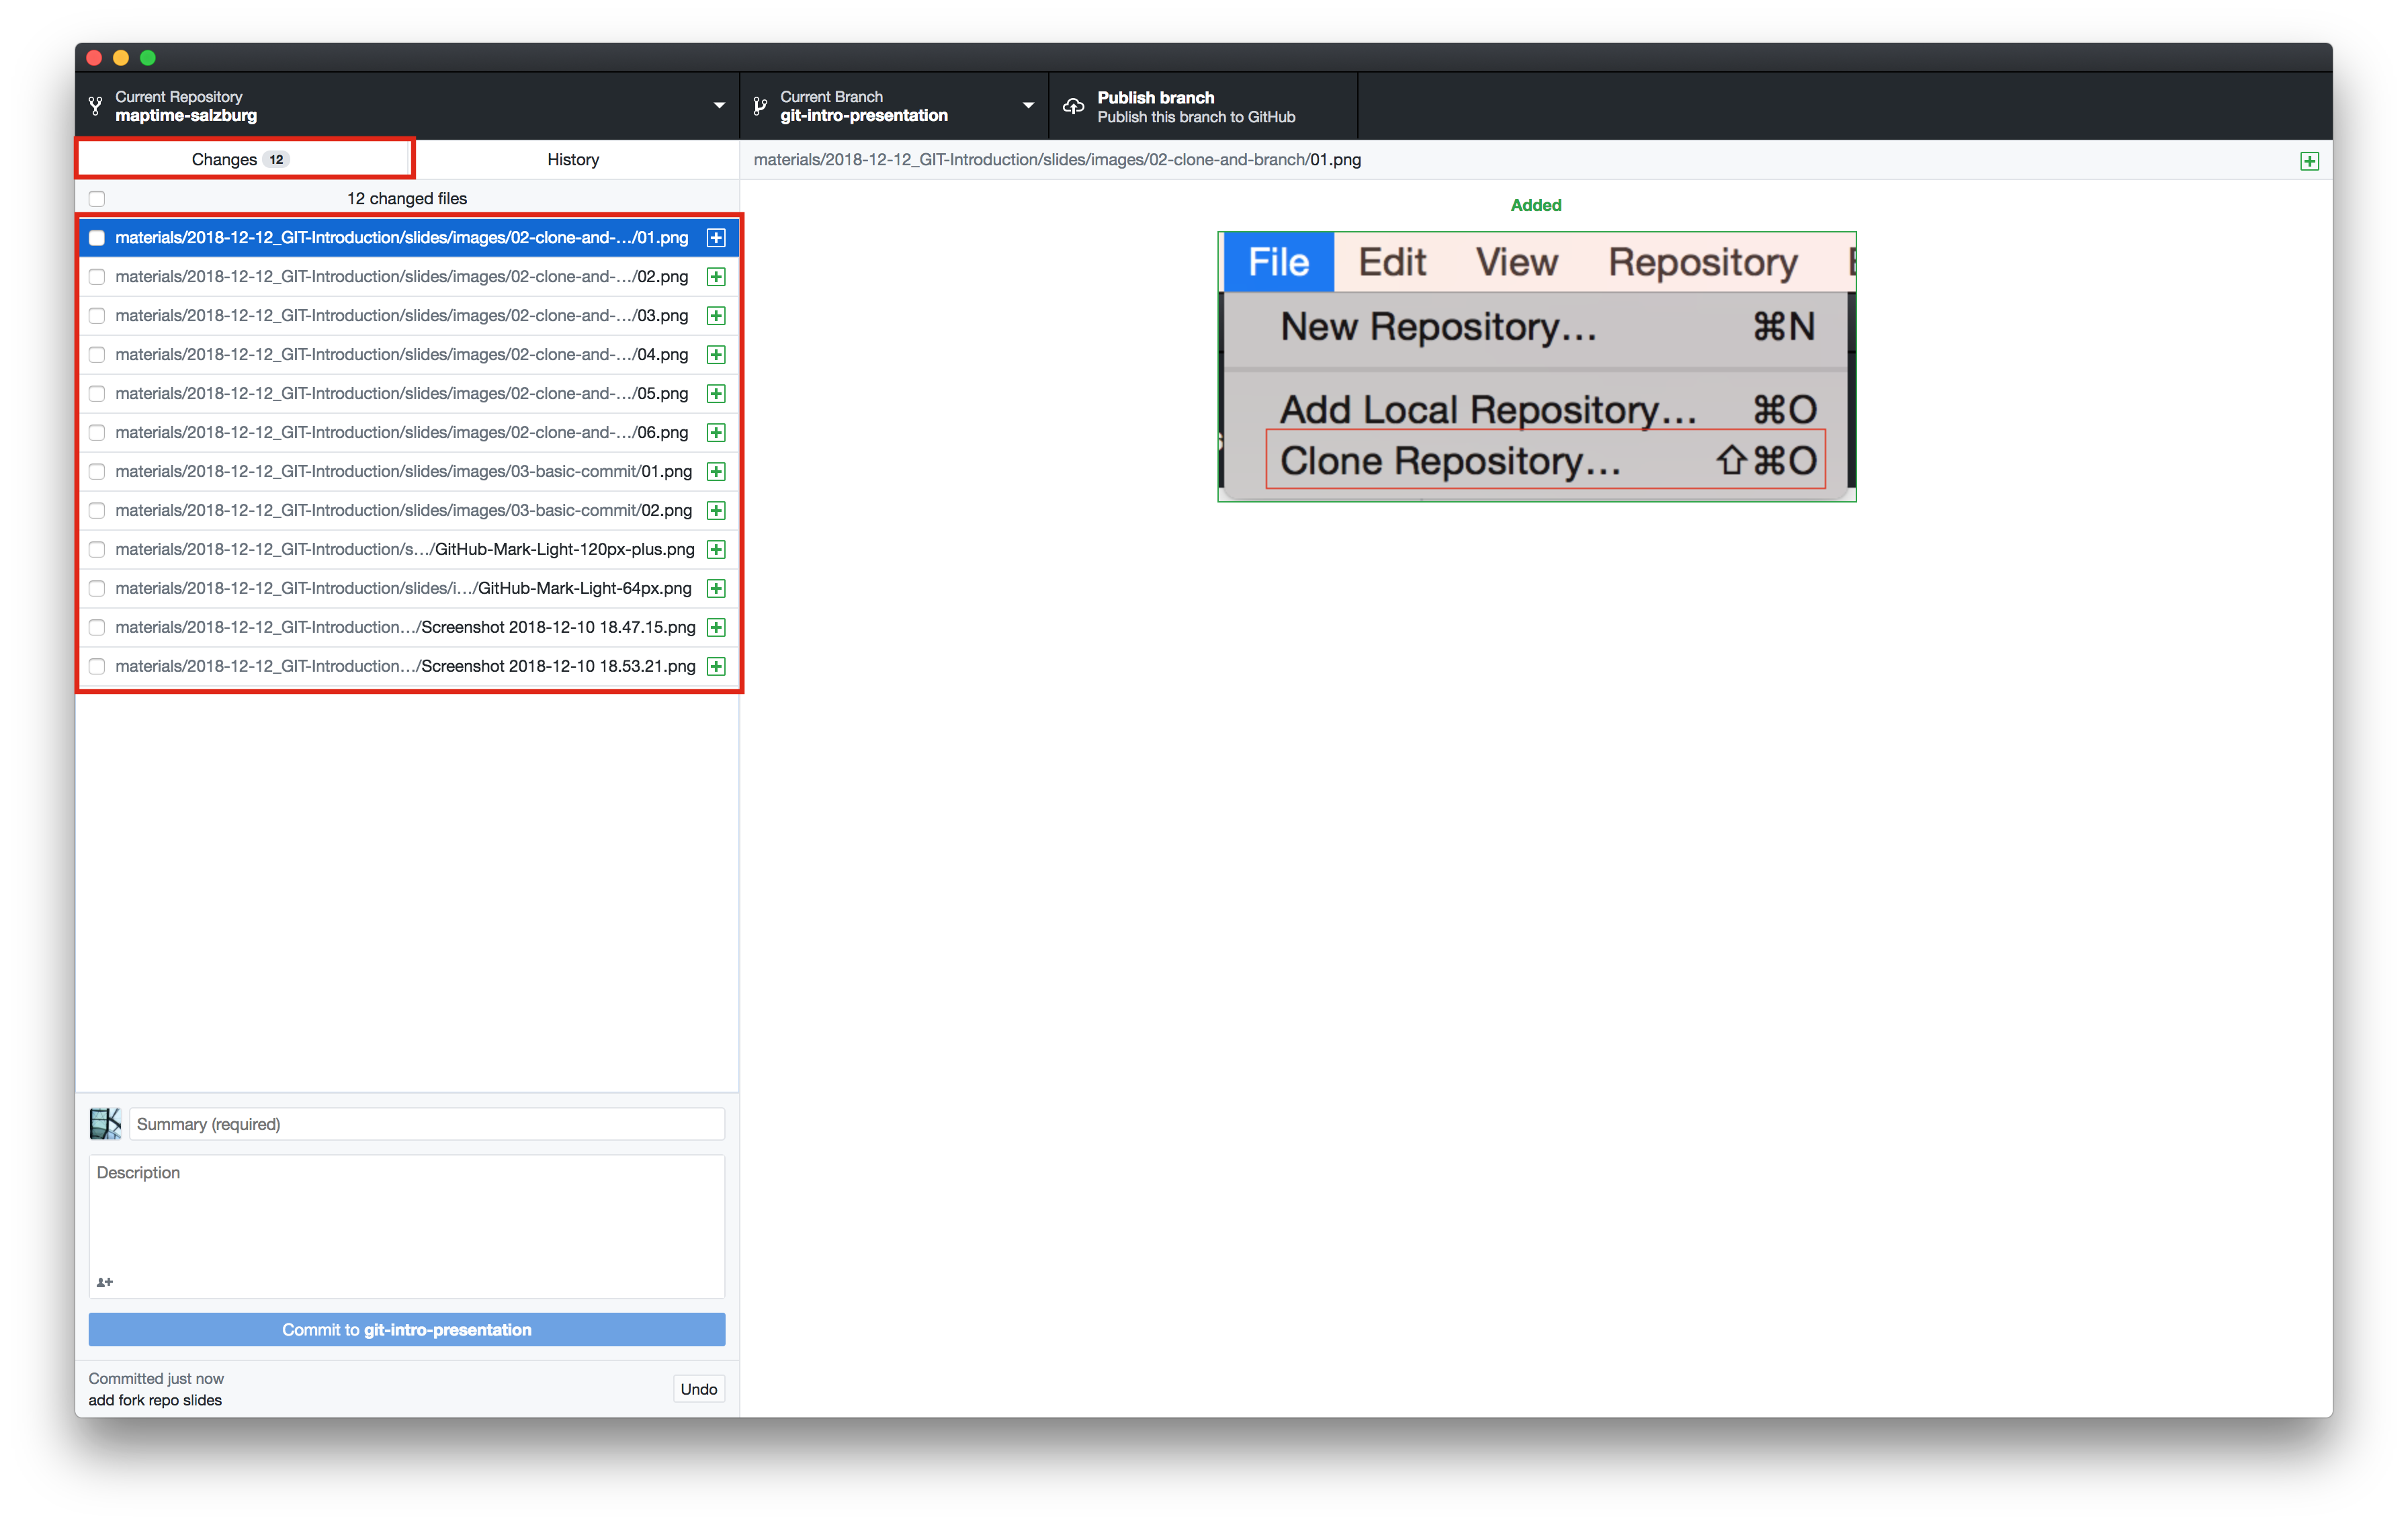 Current Repository
maptime-salzburg
Current Branch
git-intro-presentation
Publish branch
Publish this branch to GitHub
Changes 12
History
materials/2018-12-12_GIT-Introduction/slides/images/02-clone-and-branch/01.png
12 changed files
materials/2018-12-12_GIT-Introduction/slides/images/02-clone-and-…/01.png
materials/2018-12-12_GIT-Introduction/slides/images/02-clone-and-…/02.png
materials/2018-12-12_GIT-Introduction/slides/images/02-clone-and-…/03.png
materials/2018-12-12_GIT-Introduction/slides/images/02-clone-and-…/04.png
materials/2018-12-12_GIT-Introduction/slides/images/02-clone-and-…/05.png
materials/2018-12-12_GIT-Introduction/slides/images/02-clone-and-…/06.png
materials/2018-12-12_GIT-Introduction/slides/images/03-basic-commit/01.png
materials/2018-12-12_GIT-Introduction/slides/images/03-basic-commit/02.png
materials/2018-12-12_GIT-Introduction/s…/GitHub-Mark-Light-120px-plus.png
materials/2018-12-12_GIT-Introduction/slides/i…/GitHub-Mark-Light-64px.png
materials/2018-12-12_GIT-Introduction…/Screenshot 2018-12-10 18.47.15.png
materials/2018-12-12_GIT-Introduction…/Screenshot 2018-12-10 18.53.21.png
Added
File Edit View Repository
New Repository… ⌘N
Add Local Repository… ⌘O
Clone Repository… ⇧⌘O
Summary (required)
Description
Commit to git-intro-presentation
Committed just now
add fork repo slides
Undo